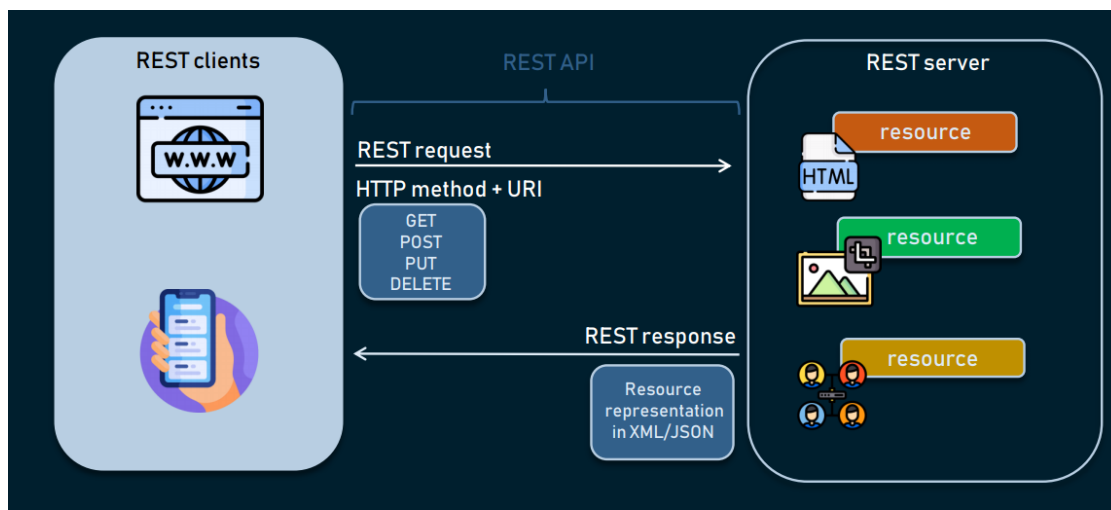 REST clients
REST API
REST server
W.W.W
REST request
HTTP method + URI
GET
POST
PUT
DELETE
REST response
Resource
representation
in XML/JSON
resource
HTML
resource
resource